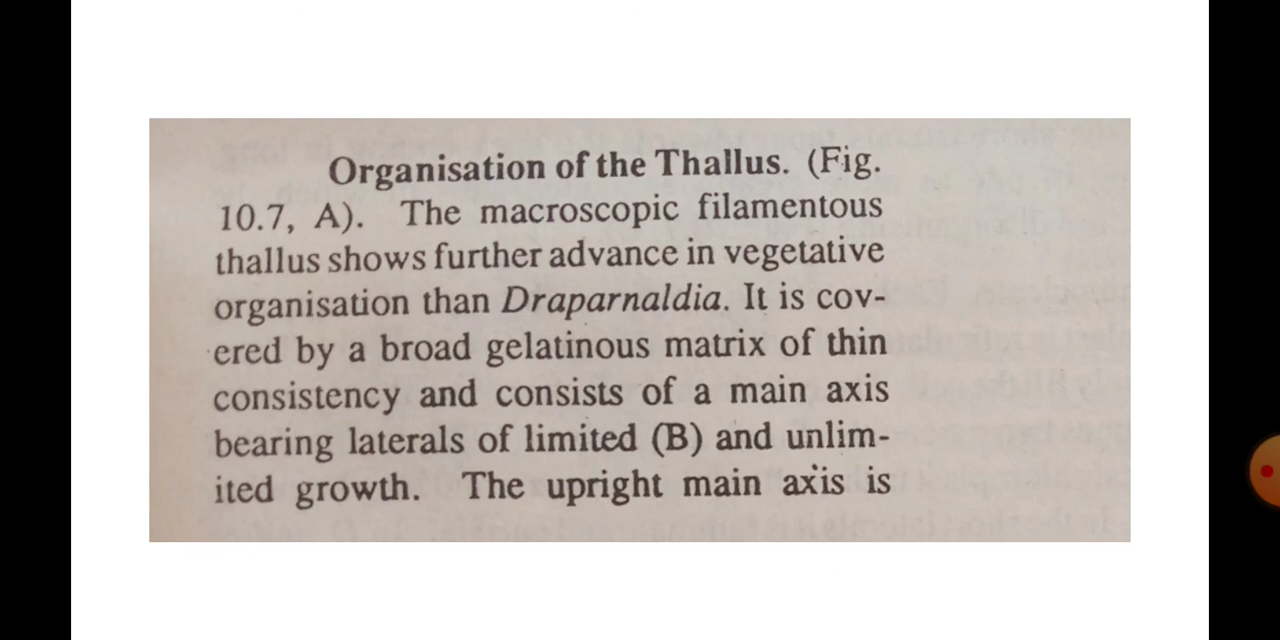 Organisation of the Thallus. (Fig.
10.7, A). The macroscopic filamentous
thallus shows further advance in vegetative
organisation than Draparnaldia. It is cov-
ered by a broad gelatinous matrix of thin
consistency and consists of a main axis
bearing laterals of limited (B) and unlim-
ited growth. The upright main axis is